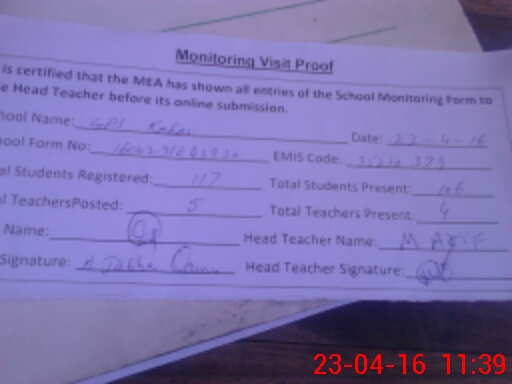 Monitoring Visit Proof
is certified that the MEA has shown all entries of the School Monitoring Form to
e Head Teacher before its online submission.
hool Name: GPS
Date: 23-4-16
ool Form No:
EMIS Code:
al Students Registered: 117
Total Students Present:
l TeachersPosted: 5
Total Teachers Present: 4
Name:
Head Teacher Name: M
Signature:
Head Teacher Signature:
23-04-16 11:39